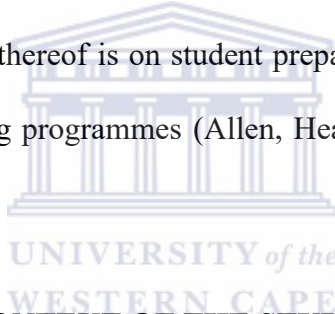 thereof is on student prepa
g programmes (Allen, Hea
UNIVERSITY of the
WESTERN CAPE